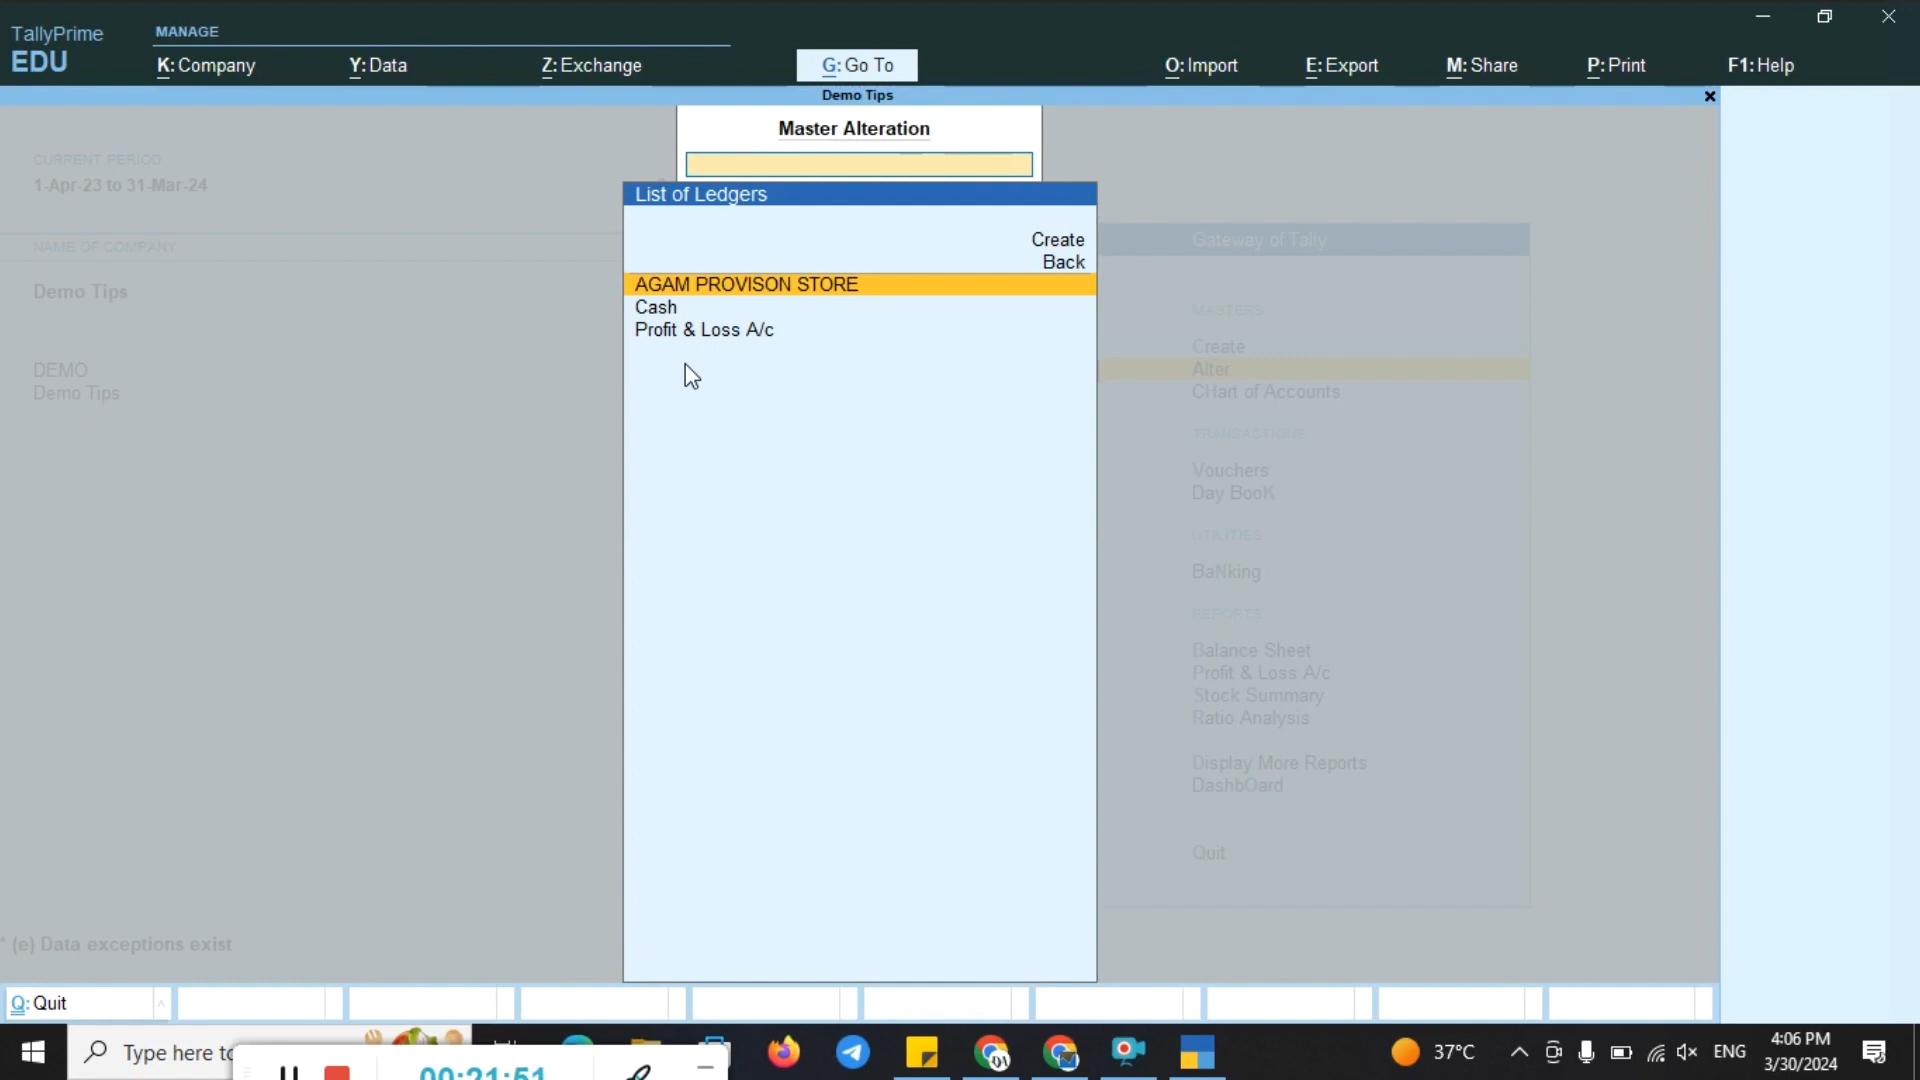 TallyPrime
EDU
MANAGE
K: Company
Y: Data
Z: Exchange
G: Go To
O: Import
E: Export
M: Share
P: Print
F1: Help
Demo Tips
Master Alteration
CURRENT PERIOD
1-Apr-23 to 31-Mar-24
NAME OF COMPANY
Demo Tips
DEMO
Demo Tips
* (e) Data exceptions exist
List of Ledgers
Create
Back
AGAM PROVISON STORE
Cash
Profit & Loss A/c
Gateway of Tally
MASTERS
Create
Alter
CHart of Accounts
TRANSACTIONS
Vouchers
Day BooK
UTILITIES
BaNking
REPORTS
Balance Sheet
Profit & Loss A/c
Stock Summary
Ratio Analysis
Display More Reports
DashbOard
Quit
Q: Quit
Type here to
00:21:51
37°C
ENG
4:06 PM
3/30/2024